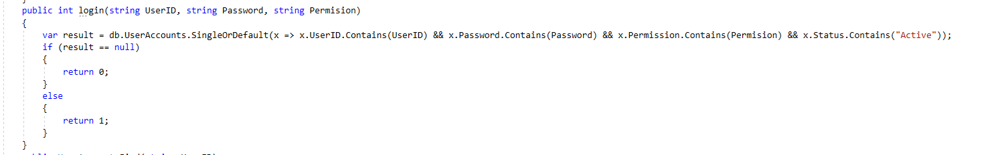 public int login(string UserID, string Password, string Permision)
{
var result = db.UserAccounts.SingleOrDefault(x => x.UserID.Contains(UserID) && x.Password.Contains(Password) && x.Permission.Contains(Permision) && x.Status.Contains("Active"));
if (result == null)
{
return 0;
}
else
{
return 1;
}
}